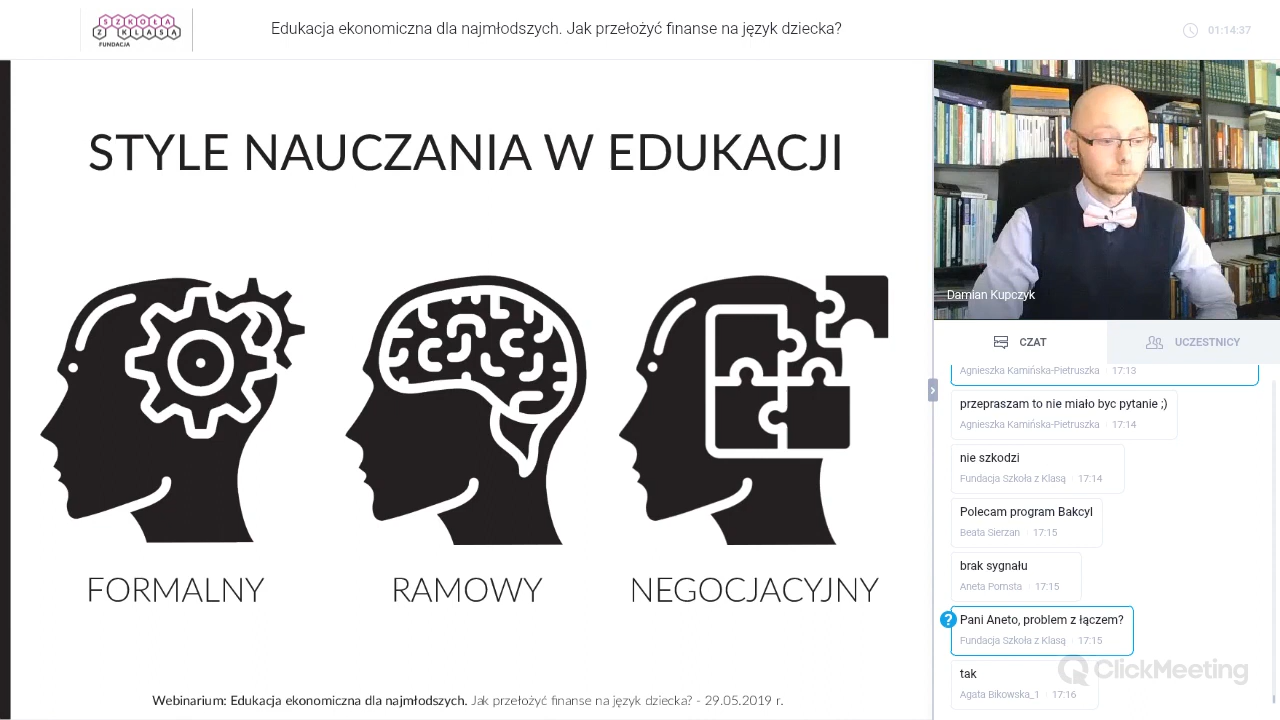 SZKOŁA
Z KLASĄ
FUNDACJA
Edukacja ekonomiczna dla najmłodszych. Jak przełożyć finanse na język dziecka?
01:14:37
STYLE NAUCZANIA W EDUKACJI
FORMALNY
RAMOWY
NEGOCJACYJNY
Webinarium: Edukacja ekonomiczna dla najmłodszych. Jak przełożyć finanse na język dziecka? - 29.05.2019 r.
Damian Kupczyk
CZAT
UCZESTNICY
Agnieszka Kamińska-Pietruszka 17:13
przepraszam to nie miało byc pytanie ;)
Agnieszka Kamińska-Pietruszka 17:14
nie szkodzi
Fundacja Szkoła z Klasą 17:14
Polecam program Bakcyl
Beata Sierzan 17:15
brak sygnału
Aneta Pomsta 17:15
?
Pani Aneto, problem z łączem?
Fundacja Szkoła z Klasą 17:15
tak
Agata Bikowska_1 17:16
ClickMeeting